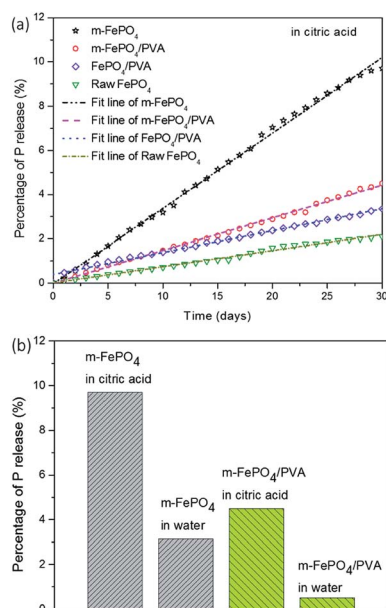 (a)
in citric acid
m-FePO4
m-FePO4/PVA
FePO4/PVA
Raw FePO4
Fit line of m-FePO4
Fit line of m-FePO4/PVA
Fit line of FePO4/PVA
Fit line of Raw FePO4
Percentage of P release (%)
12
10
8
6
4
2
0
0 5 10 15 20 25 30
Time (days)
(b)
Percentage of P release (%)
12
10
8
6
4
2
0
m-FePO4
in citric acid
m-FePO4
in water
m-FePO4/PVA
in citric acid
m-FePO4/PVA
in water